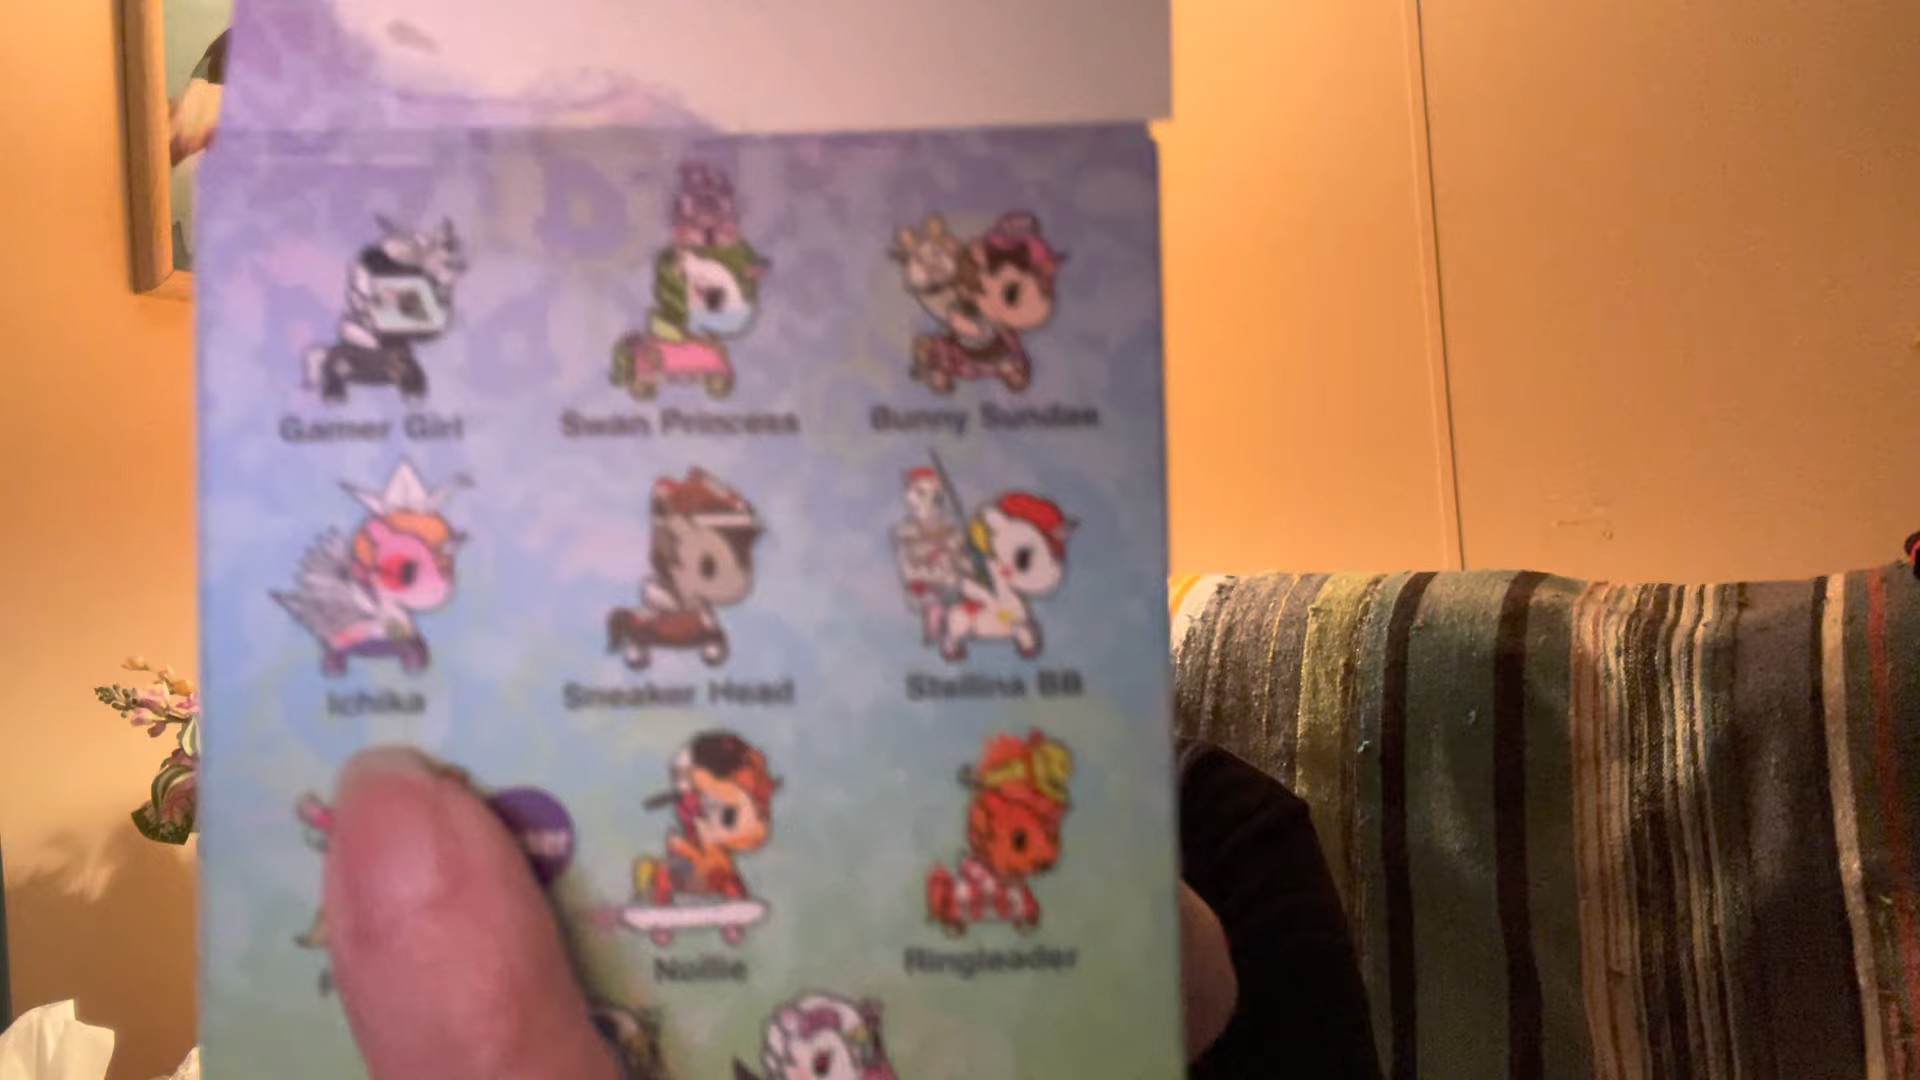 Gamer Girl
Swan Princess
Bunny Sundae
Ichika
Sneaker Head
Stellina BB
Nollie
Ringleader